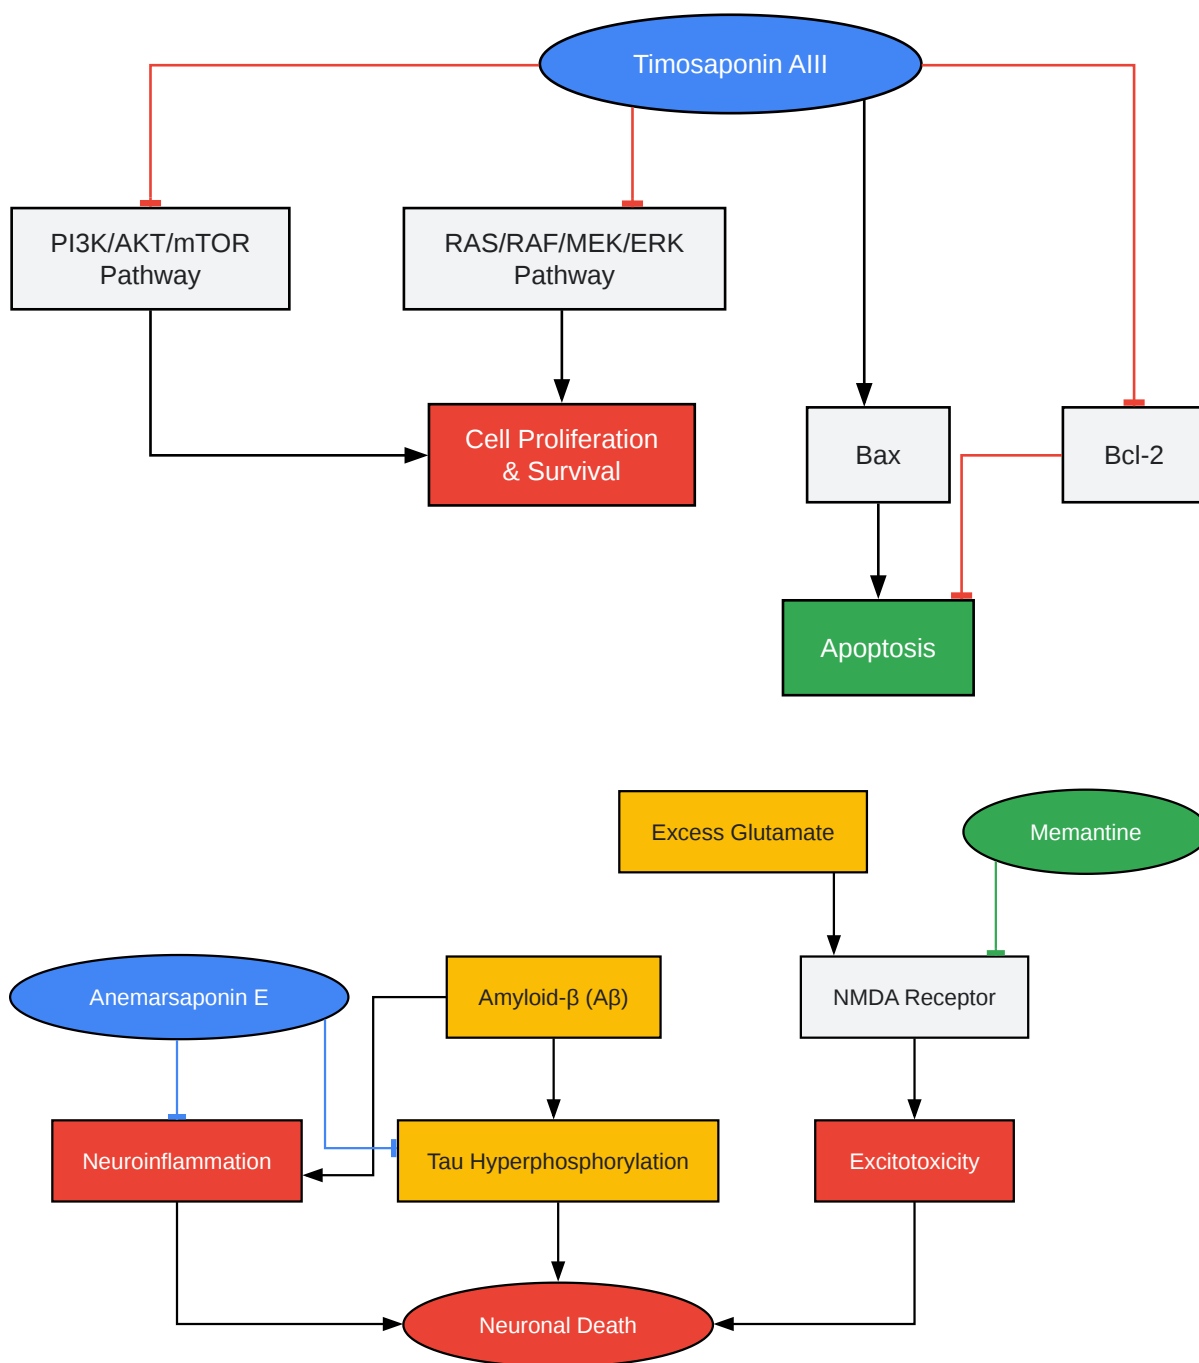 Timosaponin AIII
PI3K/AKT/mTOR
Pathway
RAS/RAF/MEK/ERK
Pathway
Cell Proliferation
& Survival
Bax
Bcl-2
Apoptosis
Excess Glutamate
Memantine
Anemarsaponin E
Amyloid-β (Aβ)
NMDA Receptor
Neuroinflammation
Tau Hyperphosphorylation
Excitotoxicity
Neuronal Death